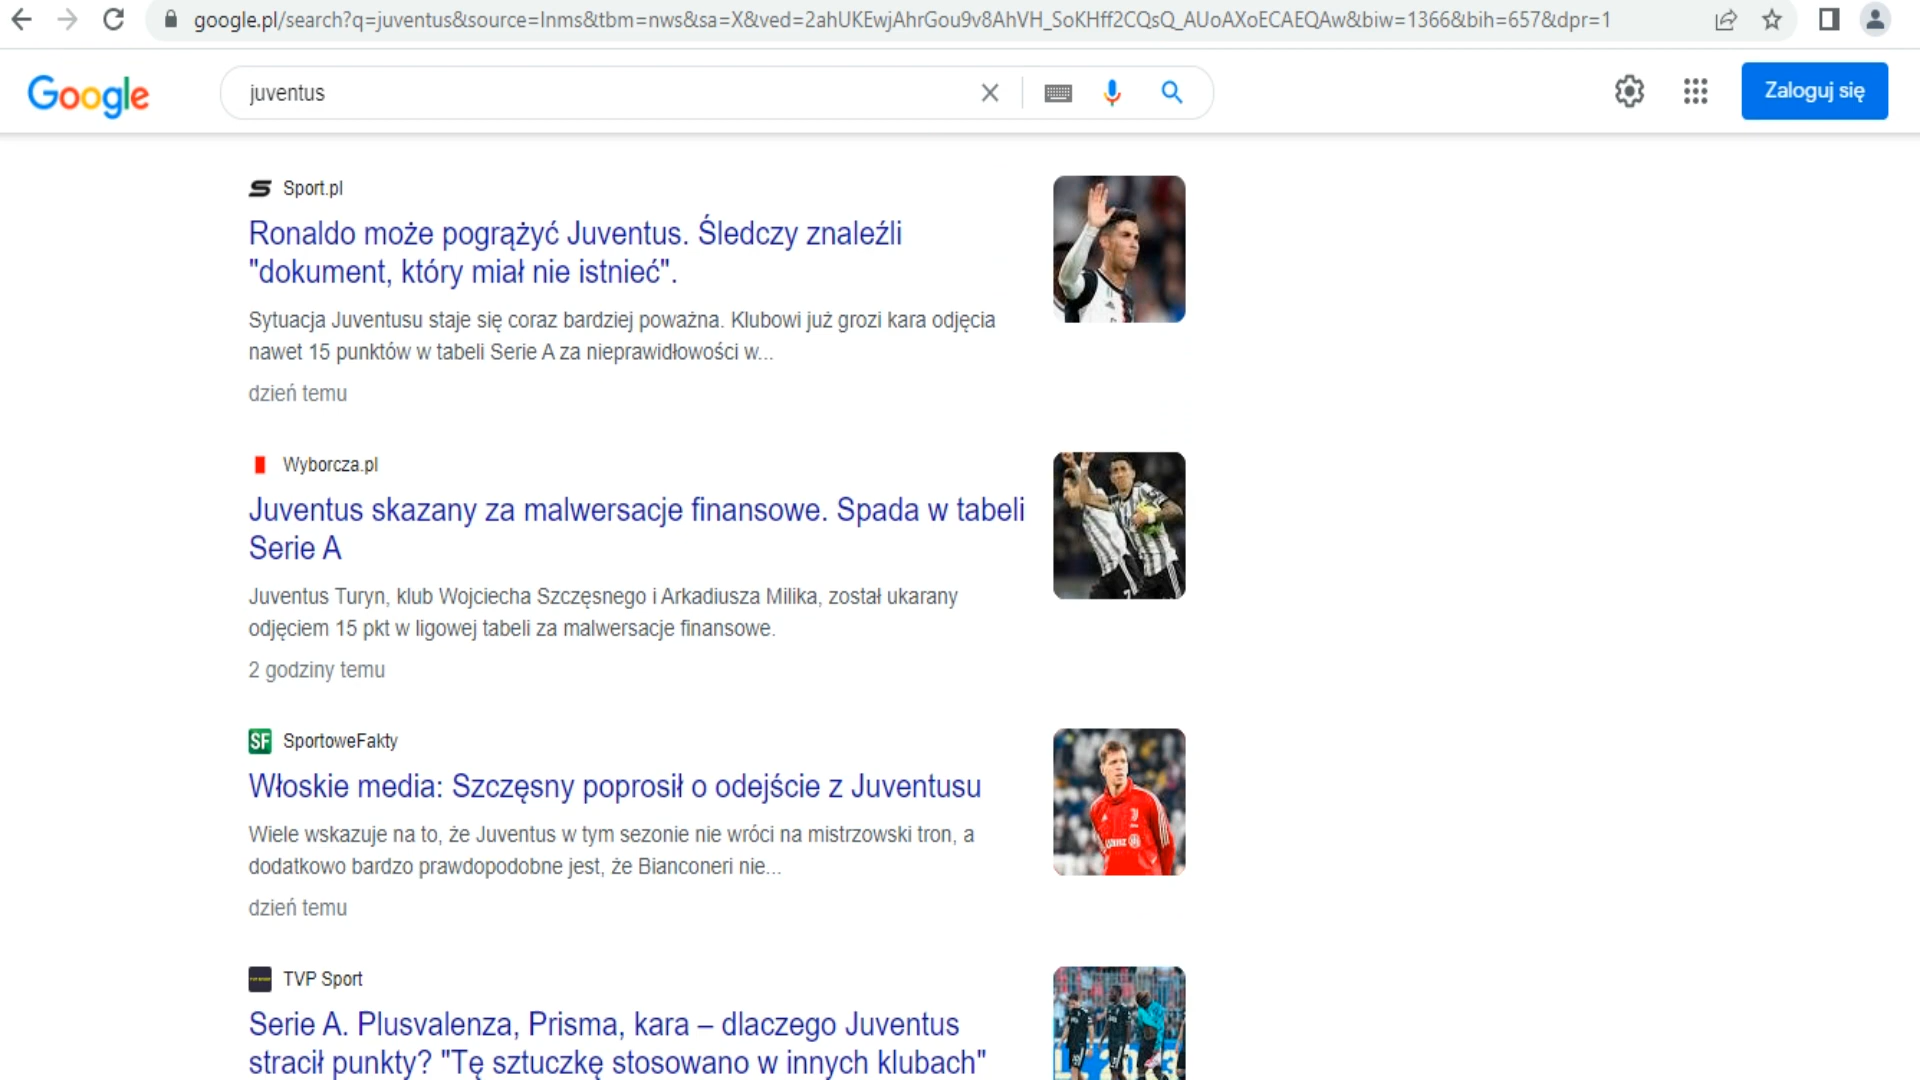 google.pl/search?q=juventus&source=lnms&tbm=nws&sa=X&ved=2ahUKEwjAhrGou9v8AhVH_SoKHff2CQsQ_AUoAXoECAEQAw&biw=1366&bih=657&dpr=1
Google
juventus
Zaloguj się
Sport.pl
Ronaldo może pogrążyć Juventus. Śledczy znaleźli
"dokument, który miał nie istnieć".
Sytuacja Juventusu staje się coraz bardziej poważna. Klubowi już grozi kara odjęcia
nawet 15 punktów w tabeli Serie A za nieprawidłowości w...
dzień temu
Wyborcza.pl
Juventus skazany za malwersacje finansowe. Spada w tabeli
Serie A
Juventus Turyn, klub Wojciecha Szczęsnego i Arkadiusza Milika, został ukarany
odjęciem 15 pkt w ligowej tabeli za malwersacje finansowe.
2 godziny temu
SF SportoweFakty
Włoskie media: Szczęsny poprosił o odejście z Juventusu
Wiele wskazuje na to, że Juventus w tym sezonie nie wróci na mistrzowski tron, a
dodatkowo bardzo prawdopodobne jest, że Bianconeri nie...
dzień temu
TVP Sport
Serie A. Plusvalenza, Prisma, kara – dlaczego Juventus
stracił punkty? "Tę sztuczkę stosowano w innych klubach"